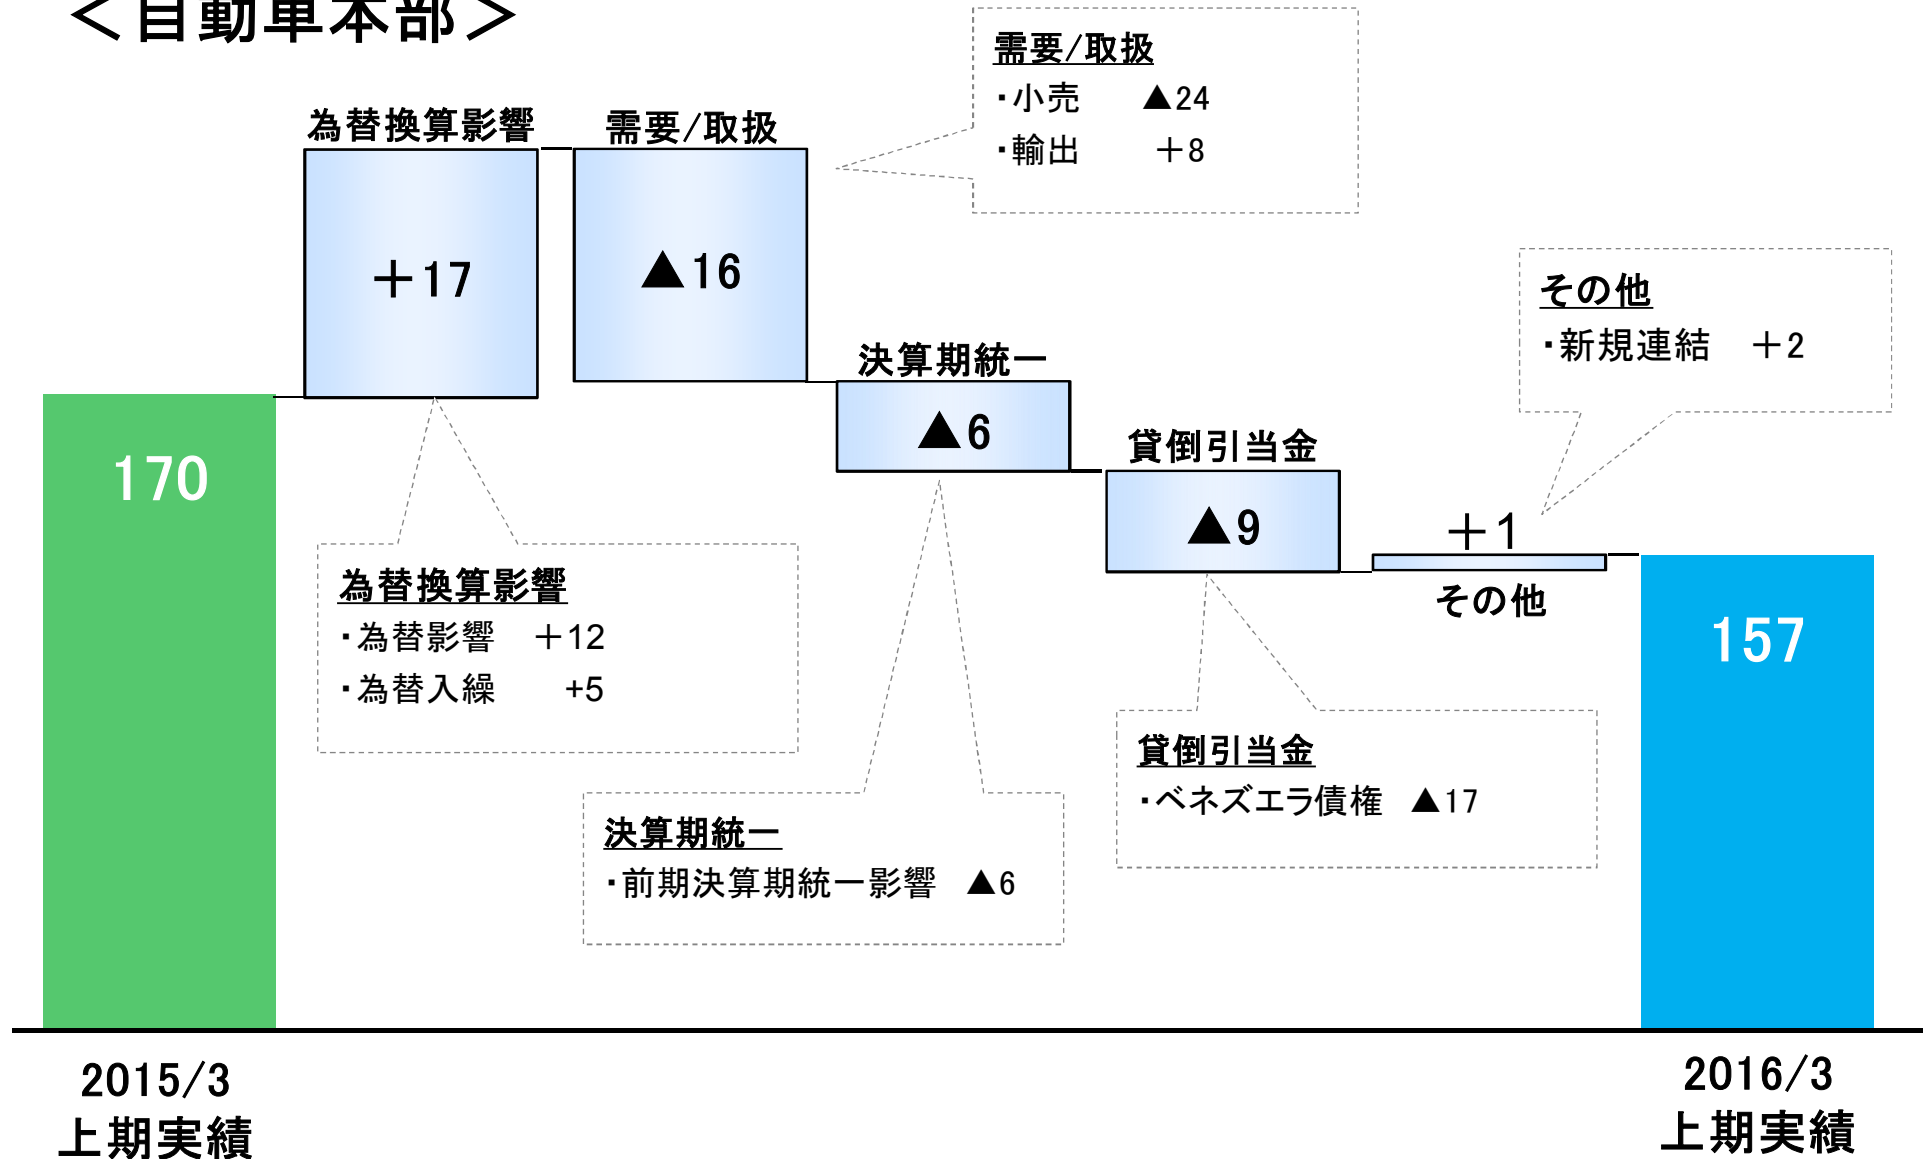 ＜自動車本部＞
需要/取扱
・小売 ▲24
・輸出 ＋8
為替換算影響
需要/取扱
＋17
▲16
その他
・新規連結 ＋2
決算期統一
▲6
貸倒引当金
▲9
＋1
その他
170
157
為替換算影響
・為替影響 ＋12
・為替入繰 +5
貸倒引当金
・ベネズエラ債権 ▲17
決算期統一
・前期決算期統一影響 ▲6
2015/3
上期実績
2016/3
上期実績